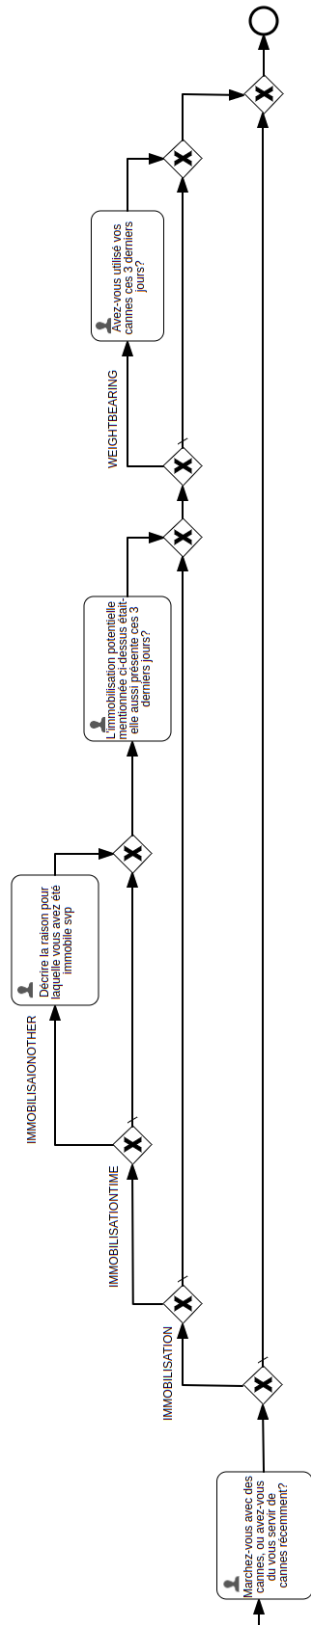 Marchez-vous avec des
cannes, ou avez-vous
du vous servir de
cannes récemment?
IMMOBILISATION
IMMOBILISATIONTIME
IMMOBILISAIONOTHER
Décrire la raison pour
laquelle vous avez été
immobile svp
L'immobilisation potentielle
mentionnée ci-dessus était-
elle aussi présente ces 3
derniers jours?
WEIGHTBEARING
Avez-vous utilisé vos
cannes ces 3 derniers
jours?